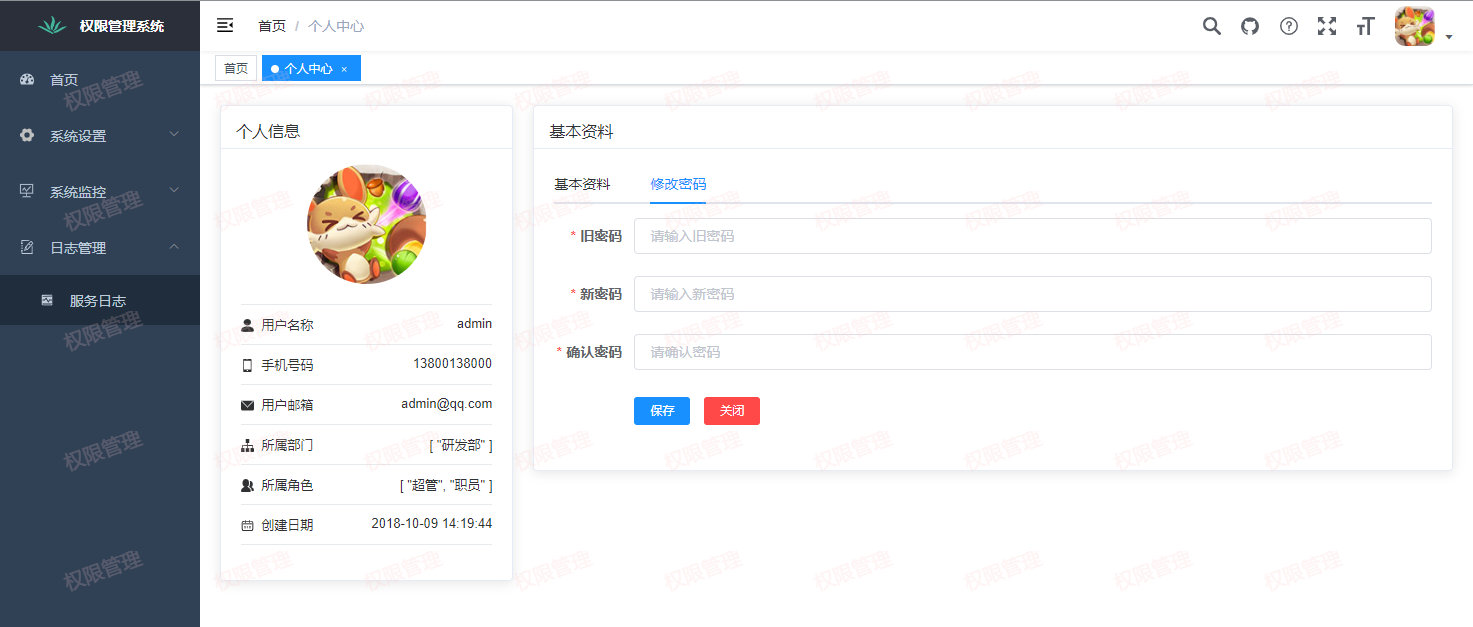 权限管理系统
首页 / 个人中心
首页
个人中心 ×
首页
系统设置
系统监控
日志管理
服务日志
个人信息
用户名称 admin
手机号码 13800138000
用户邮箱 admin@qq.com
所属部门 [ "研发部" ]
所属角色 [ "超管", "职员" ]
创建日期 2018-10-09 14:19:44
基本资料
基本资料 修改密码
* 旧密码 请输入旧密码
* 新密码 请输入新密码
* 确认密码 请确认密码
保存 关闭
权限管理